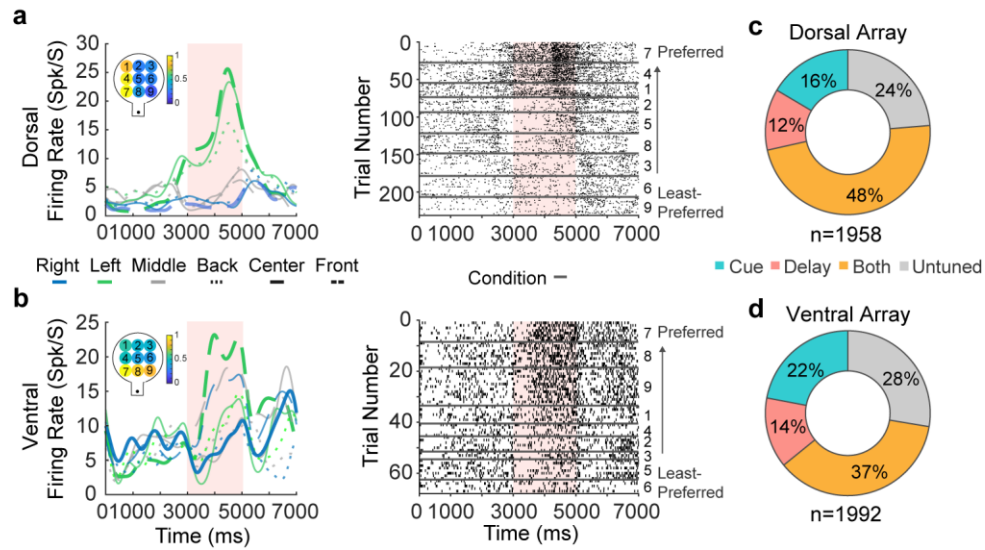 a
Dorsal
Firing Rate (Spk/S)
30
25
20
15
10
5
0
1 2 3
4 5 6
7 8 9
1
0.5
0
0 1000 3000 5000 7000
Trial Number
0
50
100
150
200
7 Preferred
4
1
2
5
8
3
6 Least-
9 Preferred
0 1000 3000 5000 7000
c
Dorsal Array
16%
24%
12%
48%
n=1958
Right Left Middle Back Center Front
Condition
Cue Delay Both Untuned
b
Ventral
Firing Rate (Spk/S)
25
20
15
10
5
0
1 2 3
4 5 6
7 8 9
1
0.5
0
0 1000 3000 5000 7000
Time (ms)
Trial Number
0
20
40
60
7 Preferred
8
9
1
4
2
3
5 Least-
6 Preferred
0 1000 3000 5000 7000
Time (ms)
d
Ventral Array
22%
28%
14%
37%
n=1992